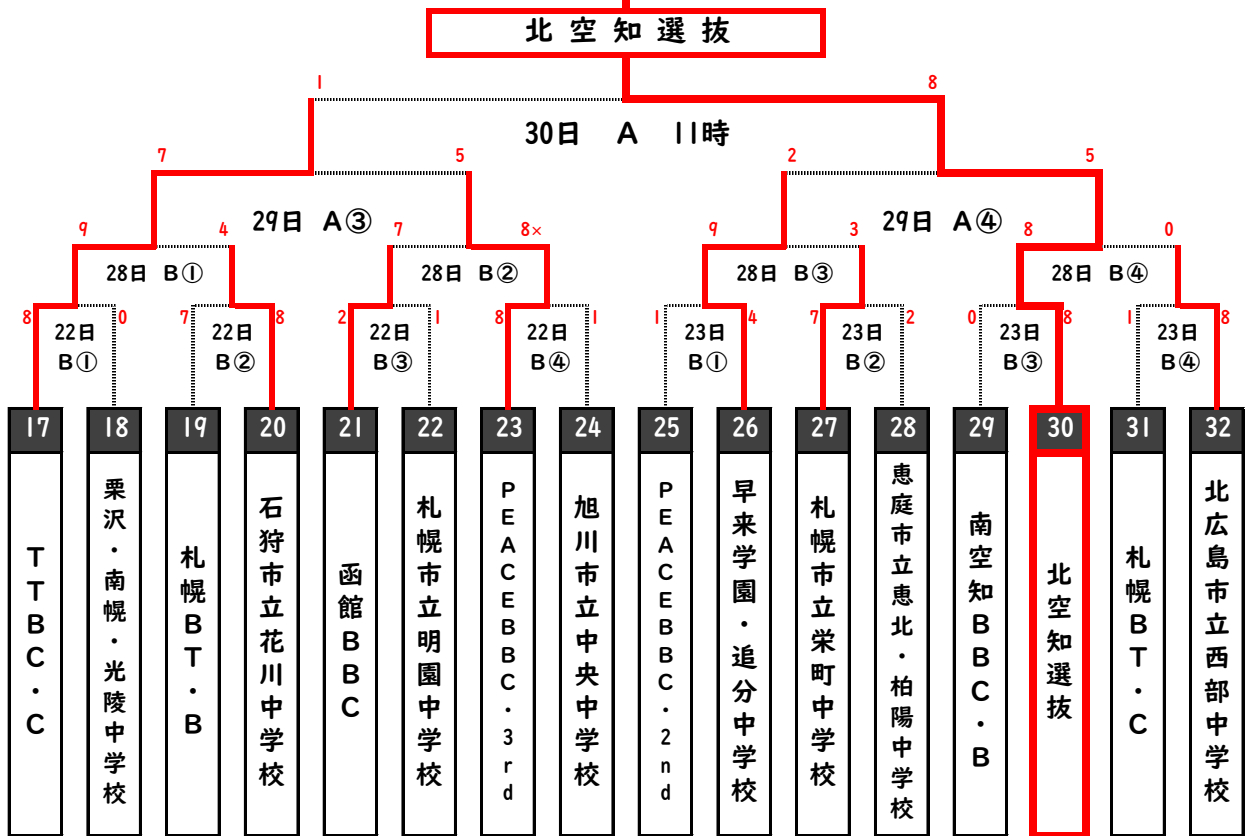 北空知選抜
1 8
30日 A 11時
7 5 2 5
29日 A③ 29日 A④
9 4 7 8× 9 3 8 0
28日 B① 28日 B② 28日 B③ 28日 B④
8 0 7 8 2 1 8 1 1 4 7 2 0 8 1 8
22日 22日 22日 22日 23日 23日 23日 23日
B① B② B③ B④ B① B② B③ B④
17 18 19 20 21 22 23 24 25 26 27 28 29 30 31 32
TTBC・C
栗沢・南幌・光陵中学校
札幌BT・B
石狩市立花川中学校
函館BBC
札幌市立明園中学校
PEACEBBC・3rd
旭川市立中央中学校
PEACEBBC・2nd
早来学園・追分中学校
札幌市立栄町中学校
恵庭市立恵北・柏陽中学校
南空知BBC・B
北空知選抜
札幌BT・C
北広島市立西部中学校